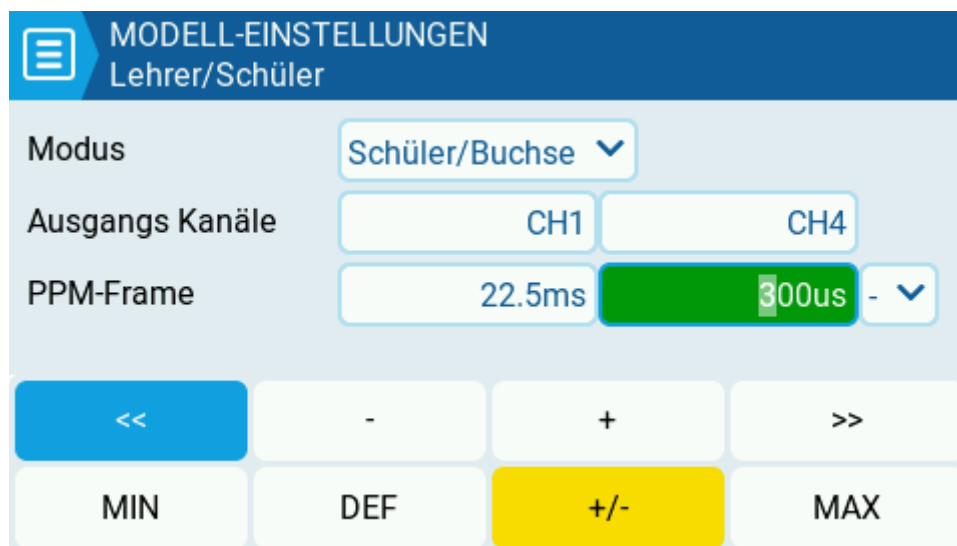 MODELL-EINSTELLUNGEN
Lehrer/Schüler
Modus Schüler/Buchse
Ausgangs Kanäle CH1 CH4
PPM-Frame 22.5ms 300us -
<< - + >>
MIN DEF +/- MAX